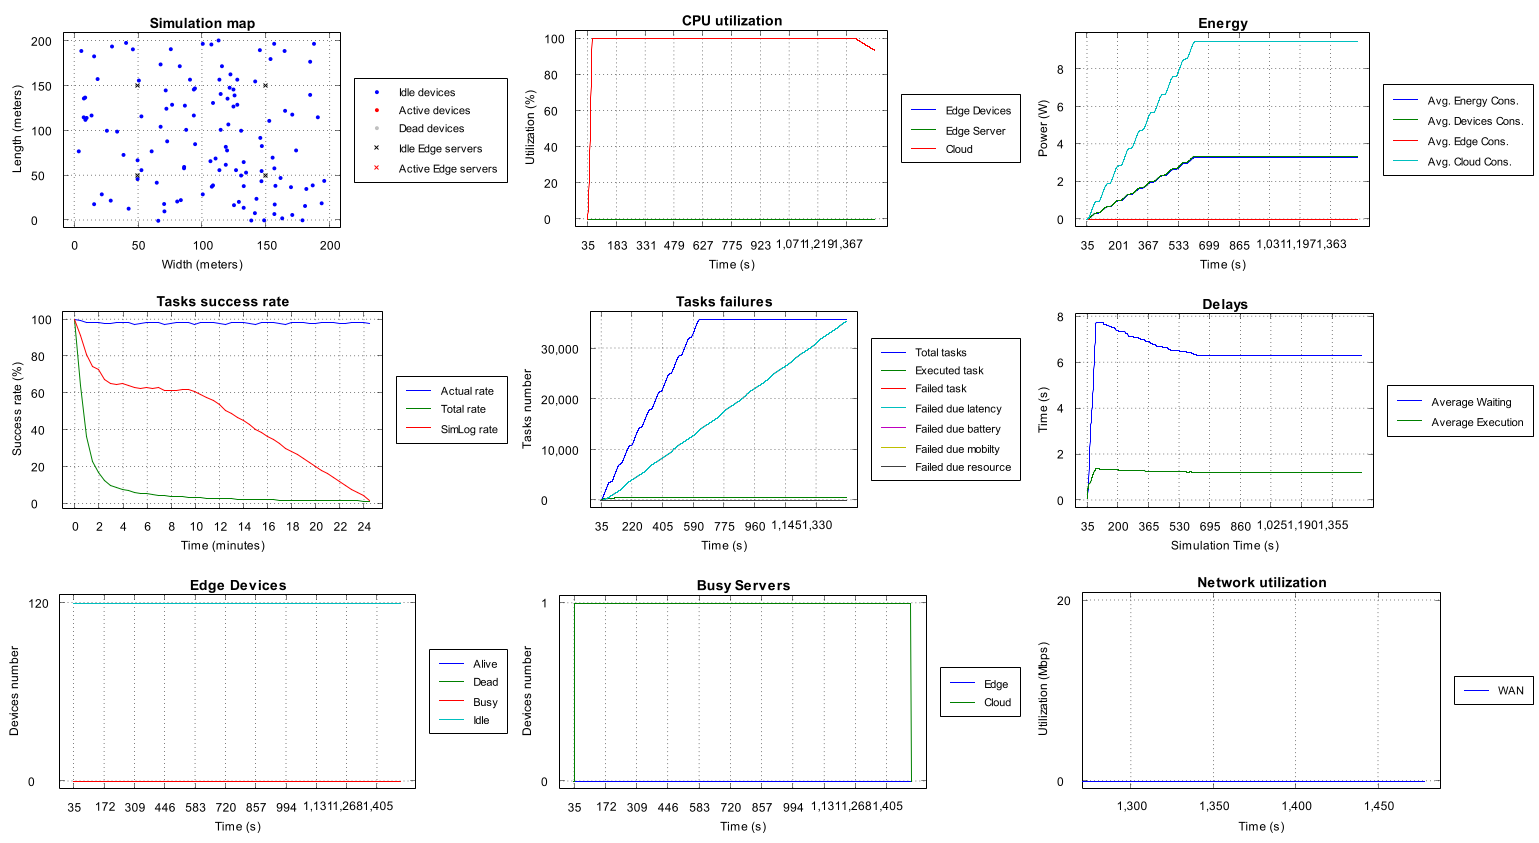 Simulation map
Length (meters)
200
150
100
50
0
0 50 100 150 200
Width (meters)
Idle devices
Active devices
Dead devices
Idle Edge servers
Active Edge servers
CPU utilization
Utilization (%)
100
80
60
40
20
0
35 183 331 479 627 775 923 1,071 1,219 1,367
Time (s)
Edge Devices
Edge Server
Cloud
Energy
Power (W)
8
6
4
2
0
35 201 367 533 699 865 1,031 1,197 1,363
Time (s)
Avg. Energy Cons.
Avg. Devices Cons.
Avg. Edge Cons.
Avg. Cloud Cons.
Tasks success rate
Success rate (%)
100
80
60
40
20
0
0 2 4 6 8 10 12 14 16 18 20 22 24
Time (minutes)
Actual rate
Total rate
SimLog rate
Tasks failures
Tasks number
30,000
20,000
10,000
0
35 220 405 590 775 960 1,145 1,330
Time (s)
Total tasks
Executed task
Failed task
Failed due latency
Failed due battery
Failed due mobilty
Failed due resource
Delays
Time (s)
8
6
4
2
0
35 200 365 530 695 860 1,025 1,190 1,355
Simulation Time (s)
Average Waiting
Average Execution
Edge Devices
Devices number
120
0
35 172 309 446 583 720 857 994 1,131 1,268 1,405
Time (s)
Alive
Dead
Busy
Idle
Busy Servers
Devices number
1
0
35 172 309 446 583 720 857 994 1,131 1,268 1,405
Time (s)
Edge
Cloud
Network utilization
Utilization (Mbps)
20
0
1,300 1,350 1,400 1,450
Time (s)
WAN